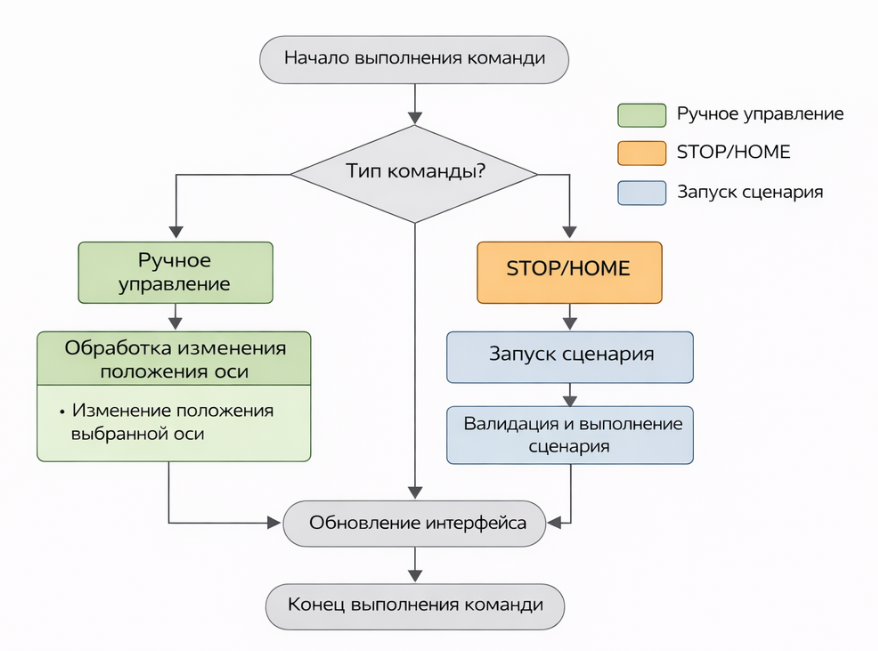 Начало выполнения команди
Ручное управление
STOP/HOME
Запуск сценария
Тип команды?
Ручное
управление
STOP/HOME
Обработка изменения
положения оси
• Изменение положения
выбранной оси
Запуск сценария
Валидация и выполнение
сценария
Обновление интерфейса
Конец выполнения команди